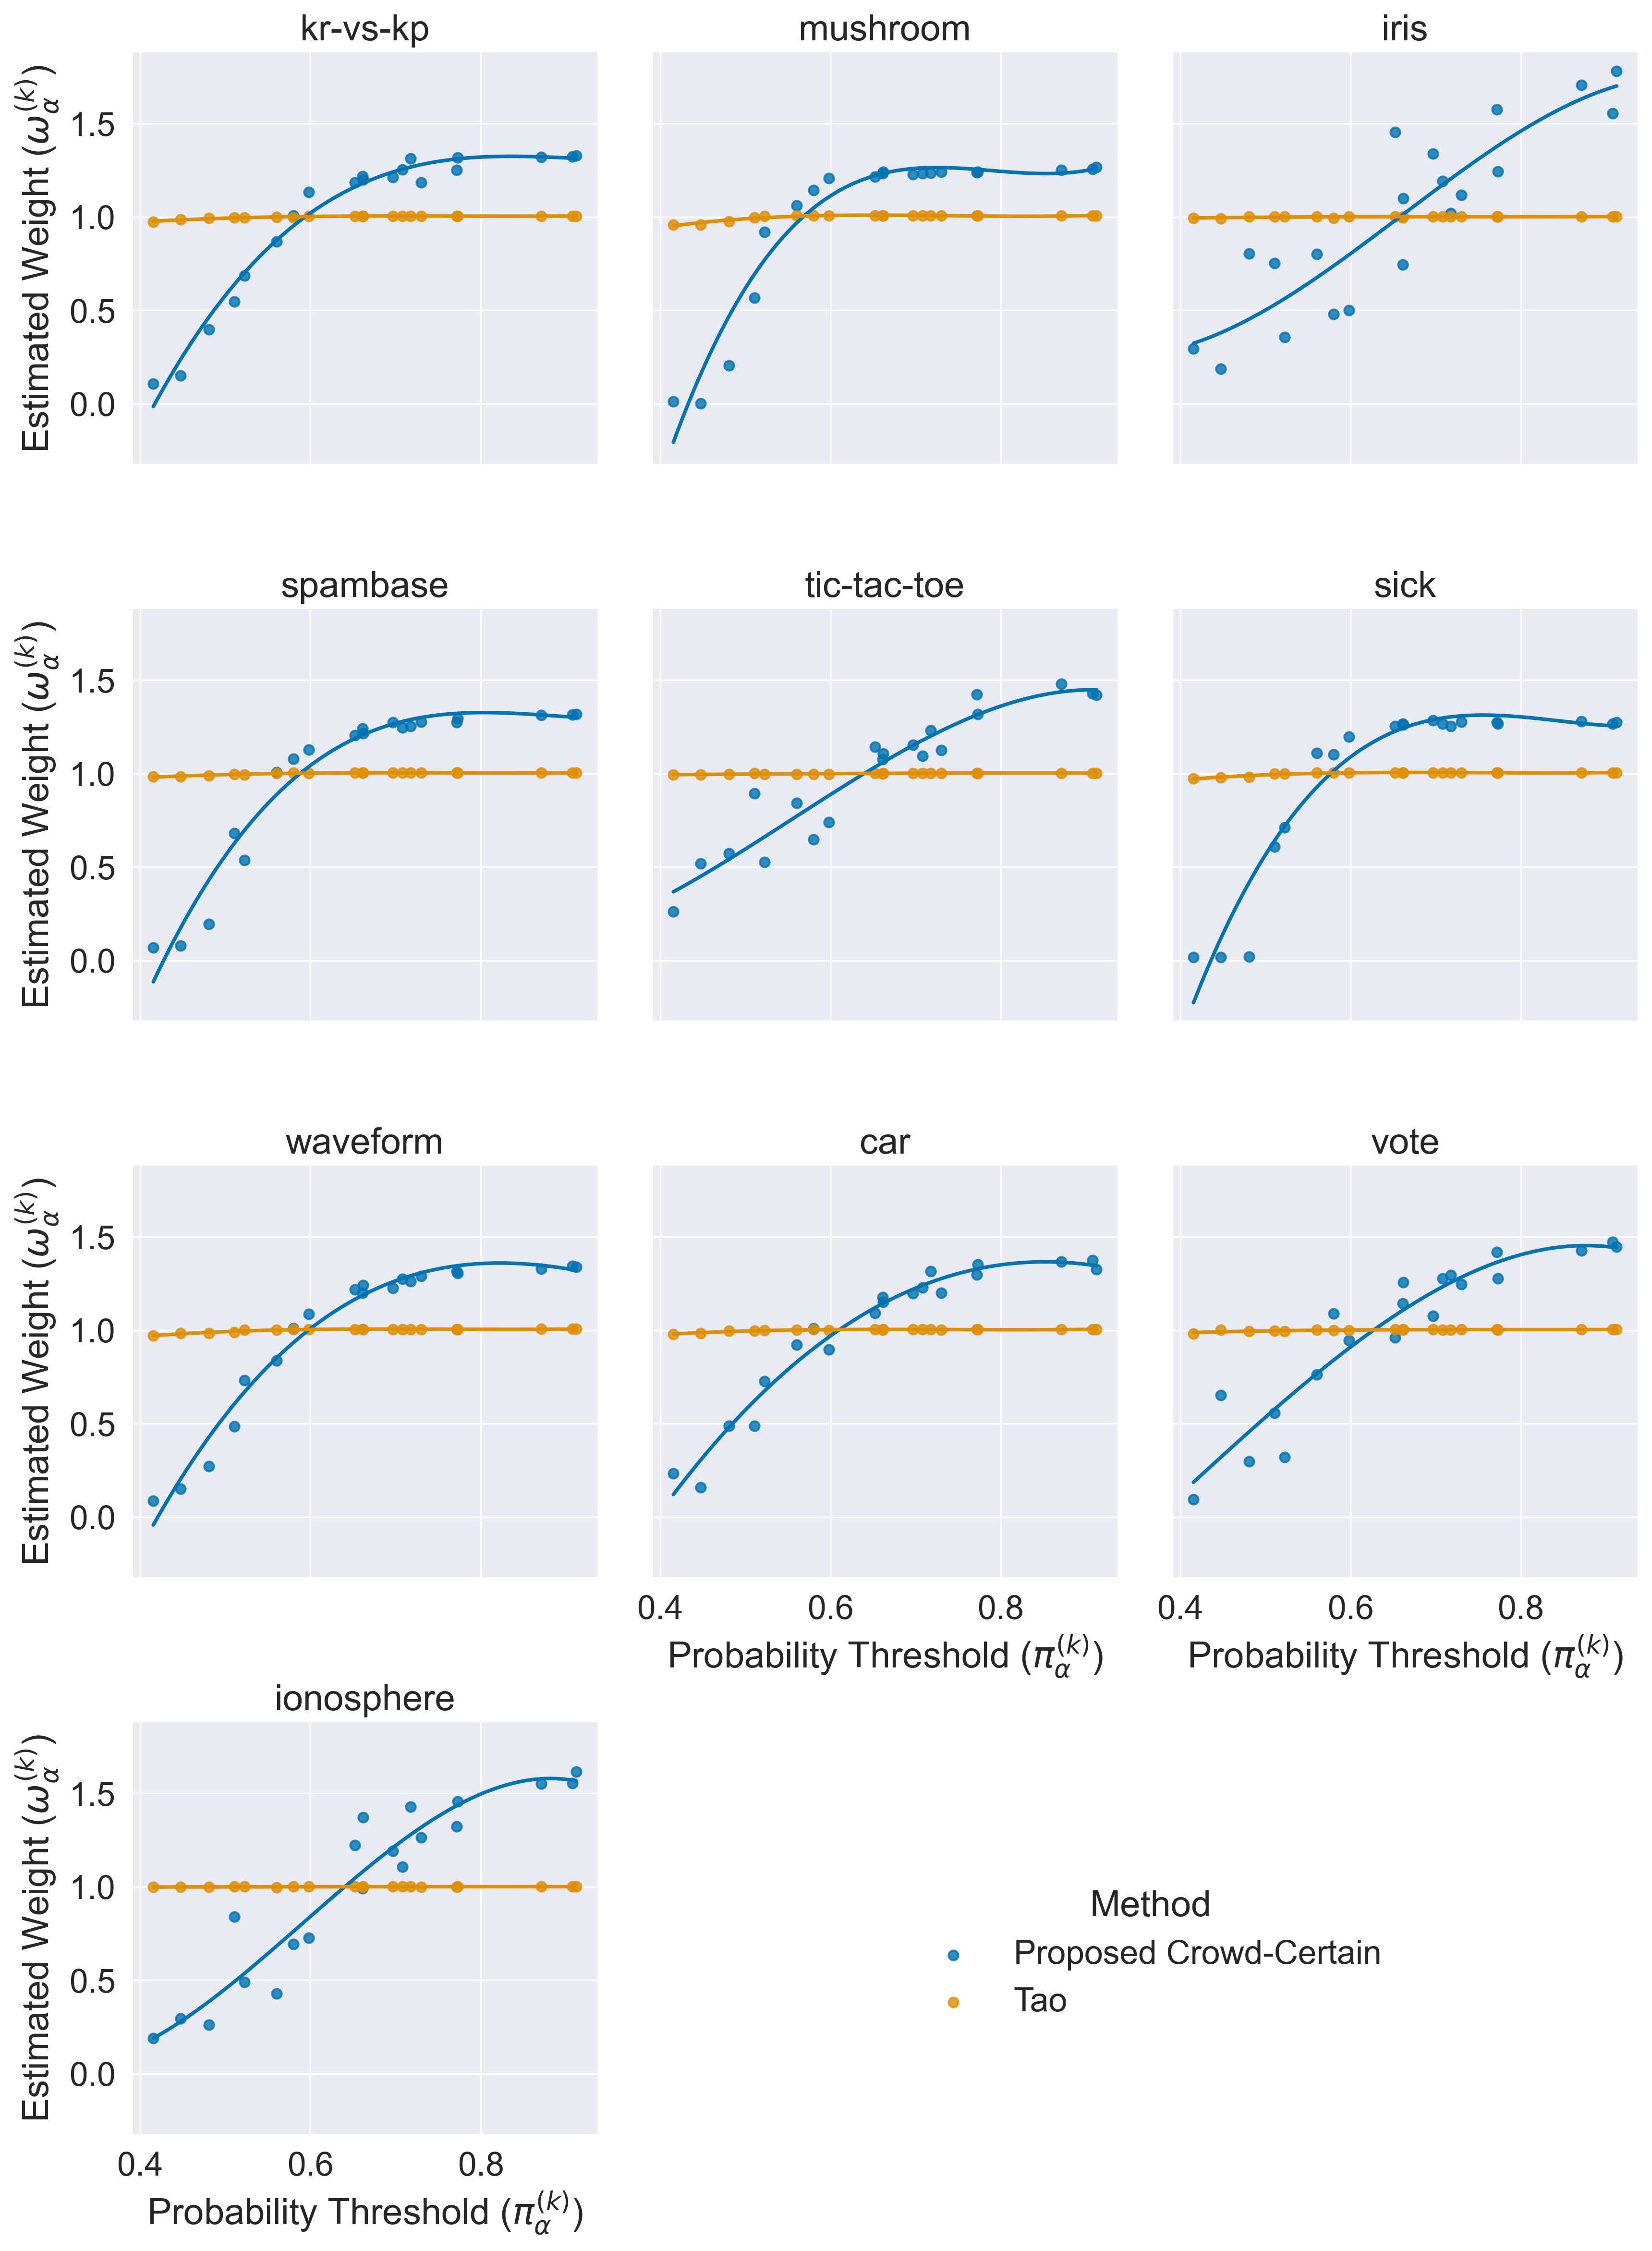 kr-vs-kp
mushroom
iris
Estimated Weight (ω_α^(k))
1.5
1.0
0.5
0.0
spambase
tic-tac-toe
sick
Estimated Weight (ω_α^(k))
1.5
1.0
0.5
0.0
waveform
car
vote
Estimated Weight (ω_α^(k))
1.5
1.0
0.5
0.0
0.4 0.6 0.8
Probability Threshold (π_α^(k))
0.4 0.6 0.8
Probability Threshold (π_α^(k))
ionosphere
Estimated Weight (ω_α^(k))
1.5
1.0
0.5
0.0
0.4 0.6 0.8
Probability Threshold (π_α^(k))
Method
Proposed Crowd-Certain
Tao